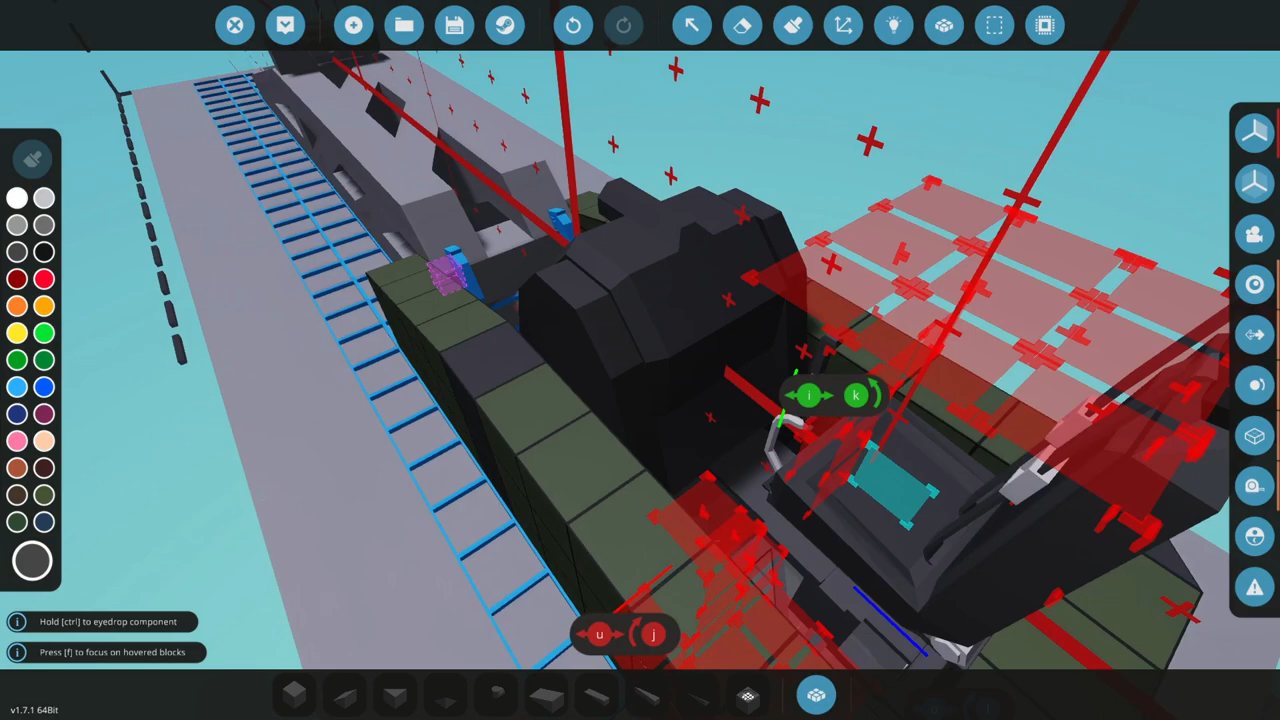 i k
u j
Hold [ctrl] to eyedrop component
Press [f] to focus on hovered blocks
v1.7.1 64Bit